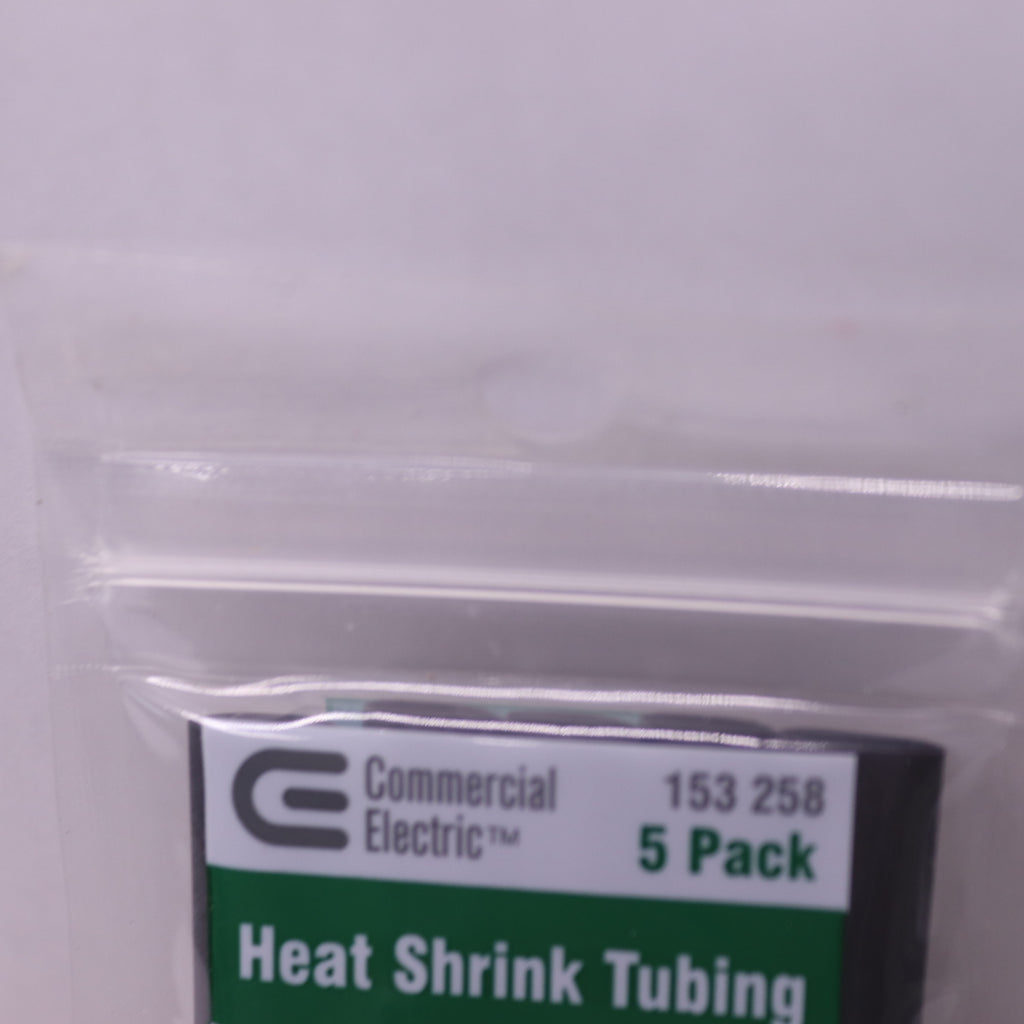 Commercial
Electric™
153 258
5 Pack
Heat Shrink Tubing